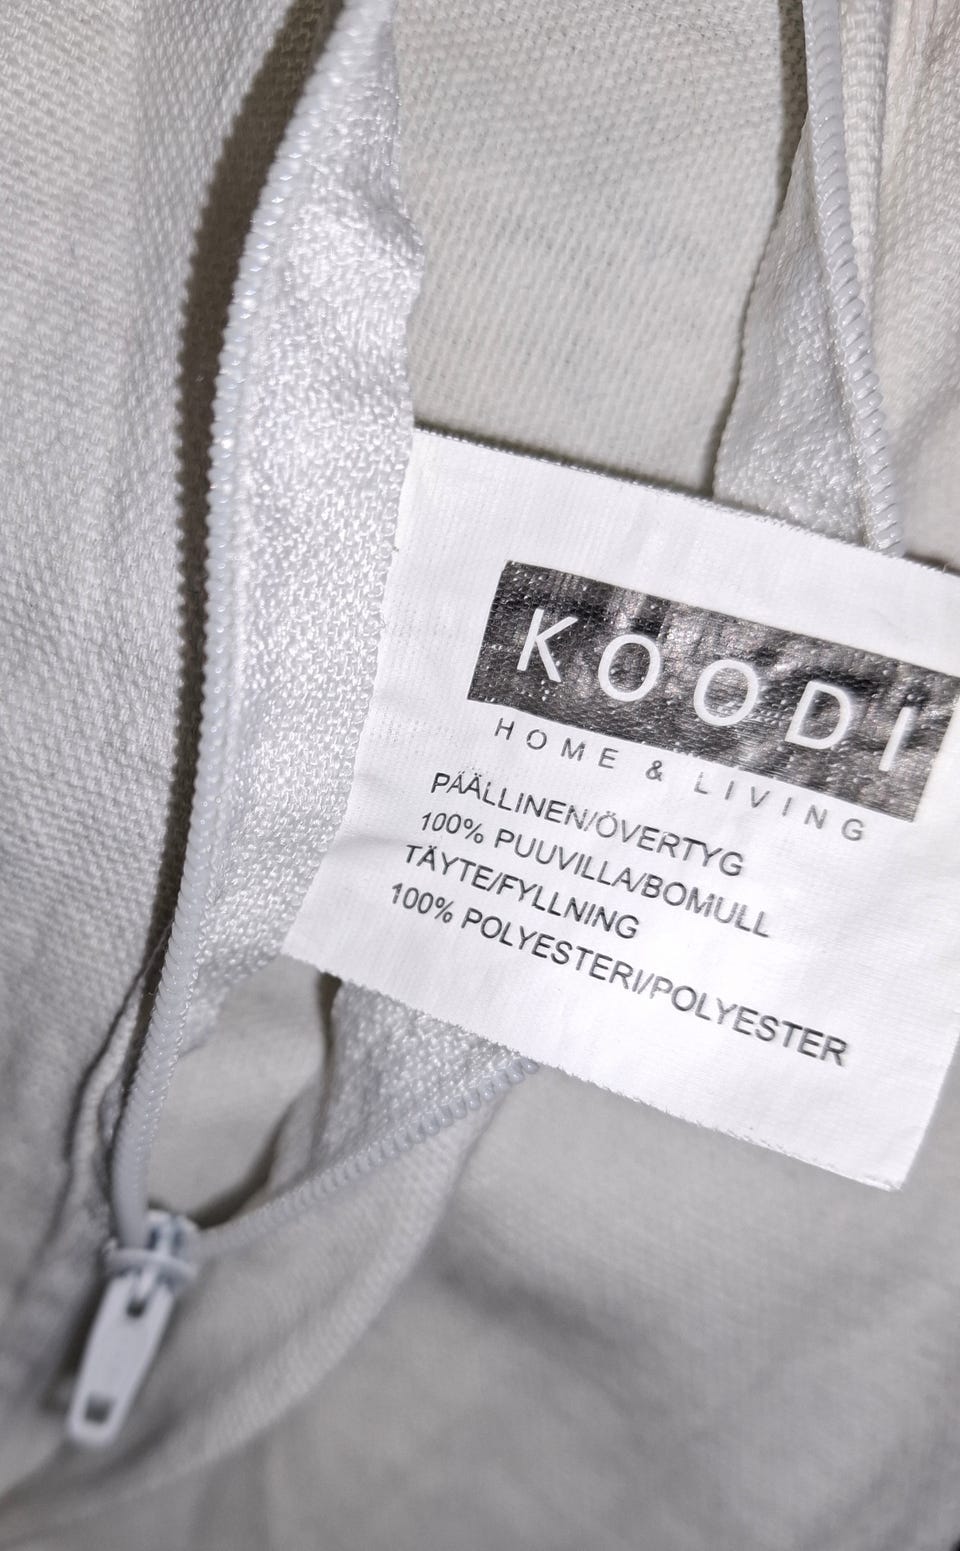 KOODi
HOME & LIVING
PÄÄLLINEN/ÖVERTYG
100% PUUVILLA/BOMULL
TÄYTE/FYLLNING
100% POLYESTERI/POLYESTER